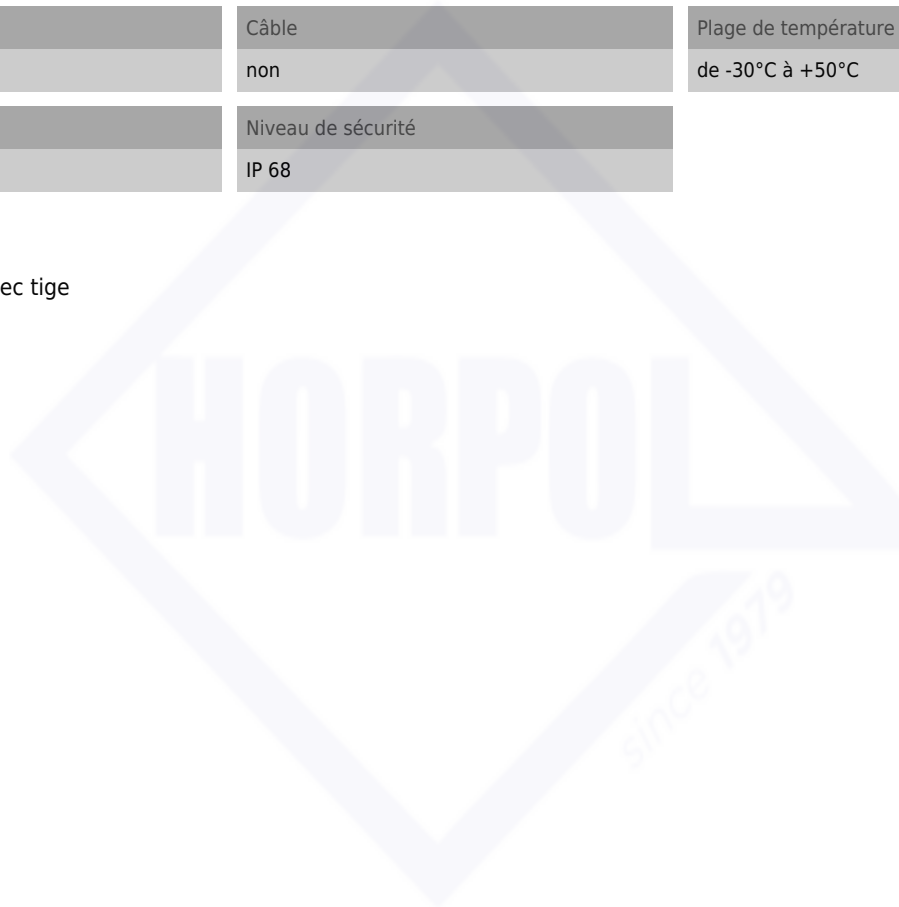 Câble
Plage de température
non
de -30°C à +50°C
Niveau de sécurité
IP 68
ec tige
HORPOL
since 1979